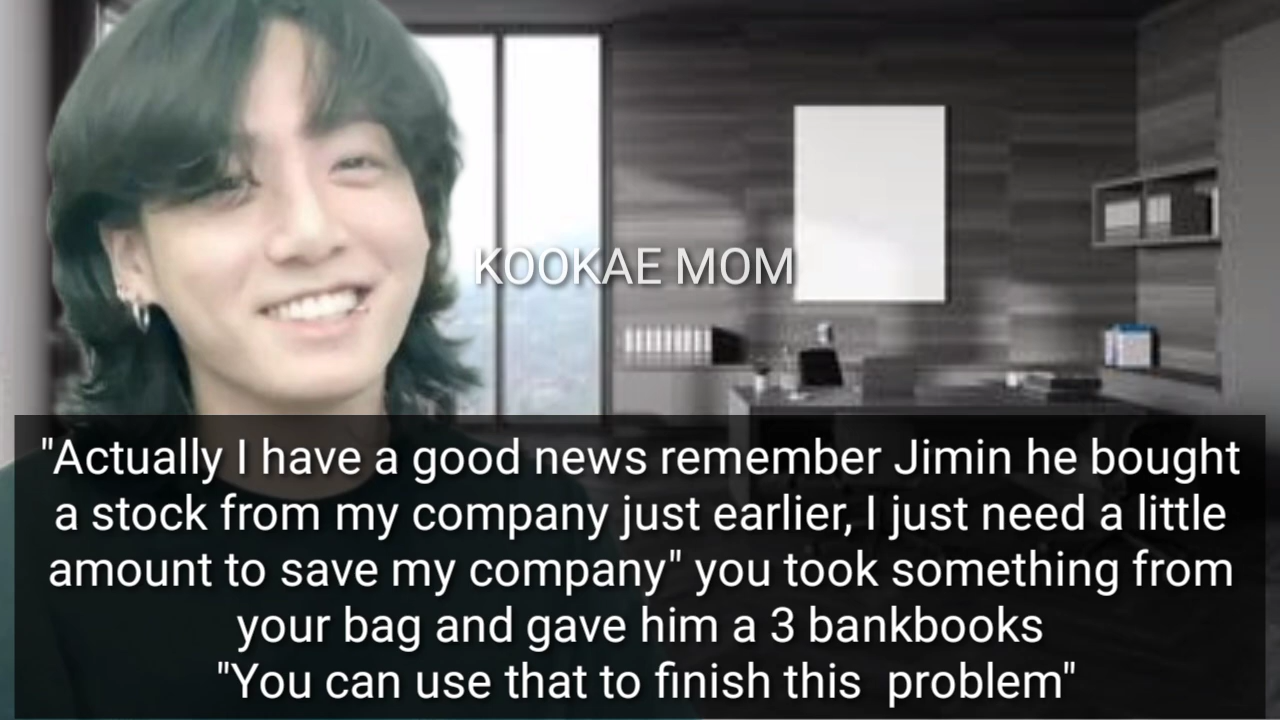 KOOKAE MOM
"Actually I have a good news remember Jimin he bought
a stock from my company just earlier, I just need a little
amount to save my company" you took something from
your bag and gave him a 3 bankbooks
"You can use that to finish this  problem"